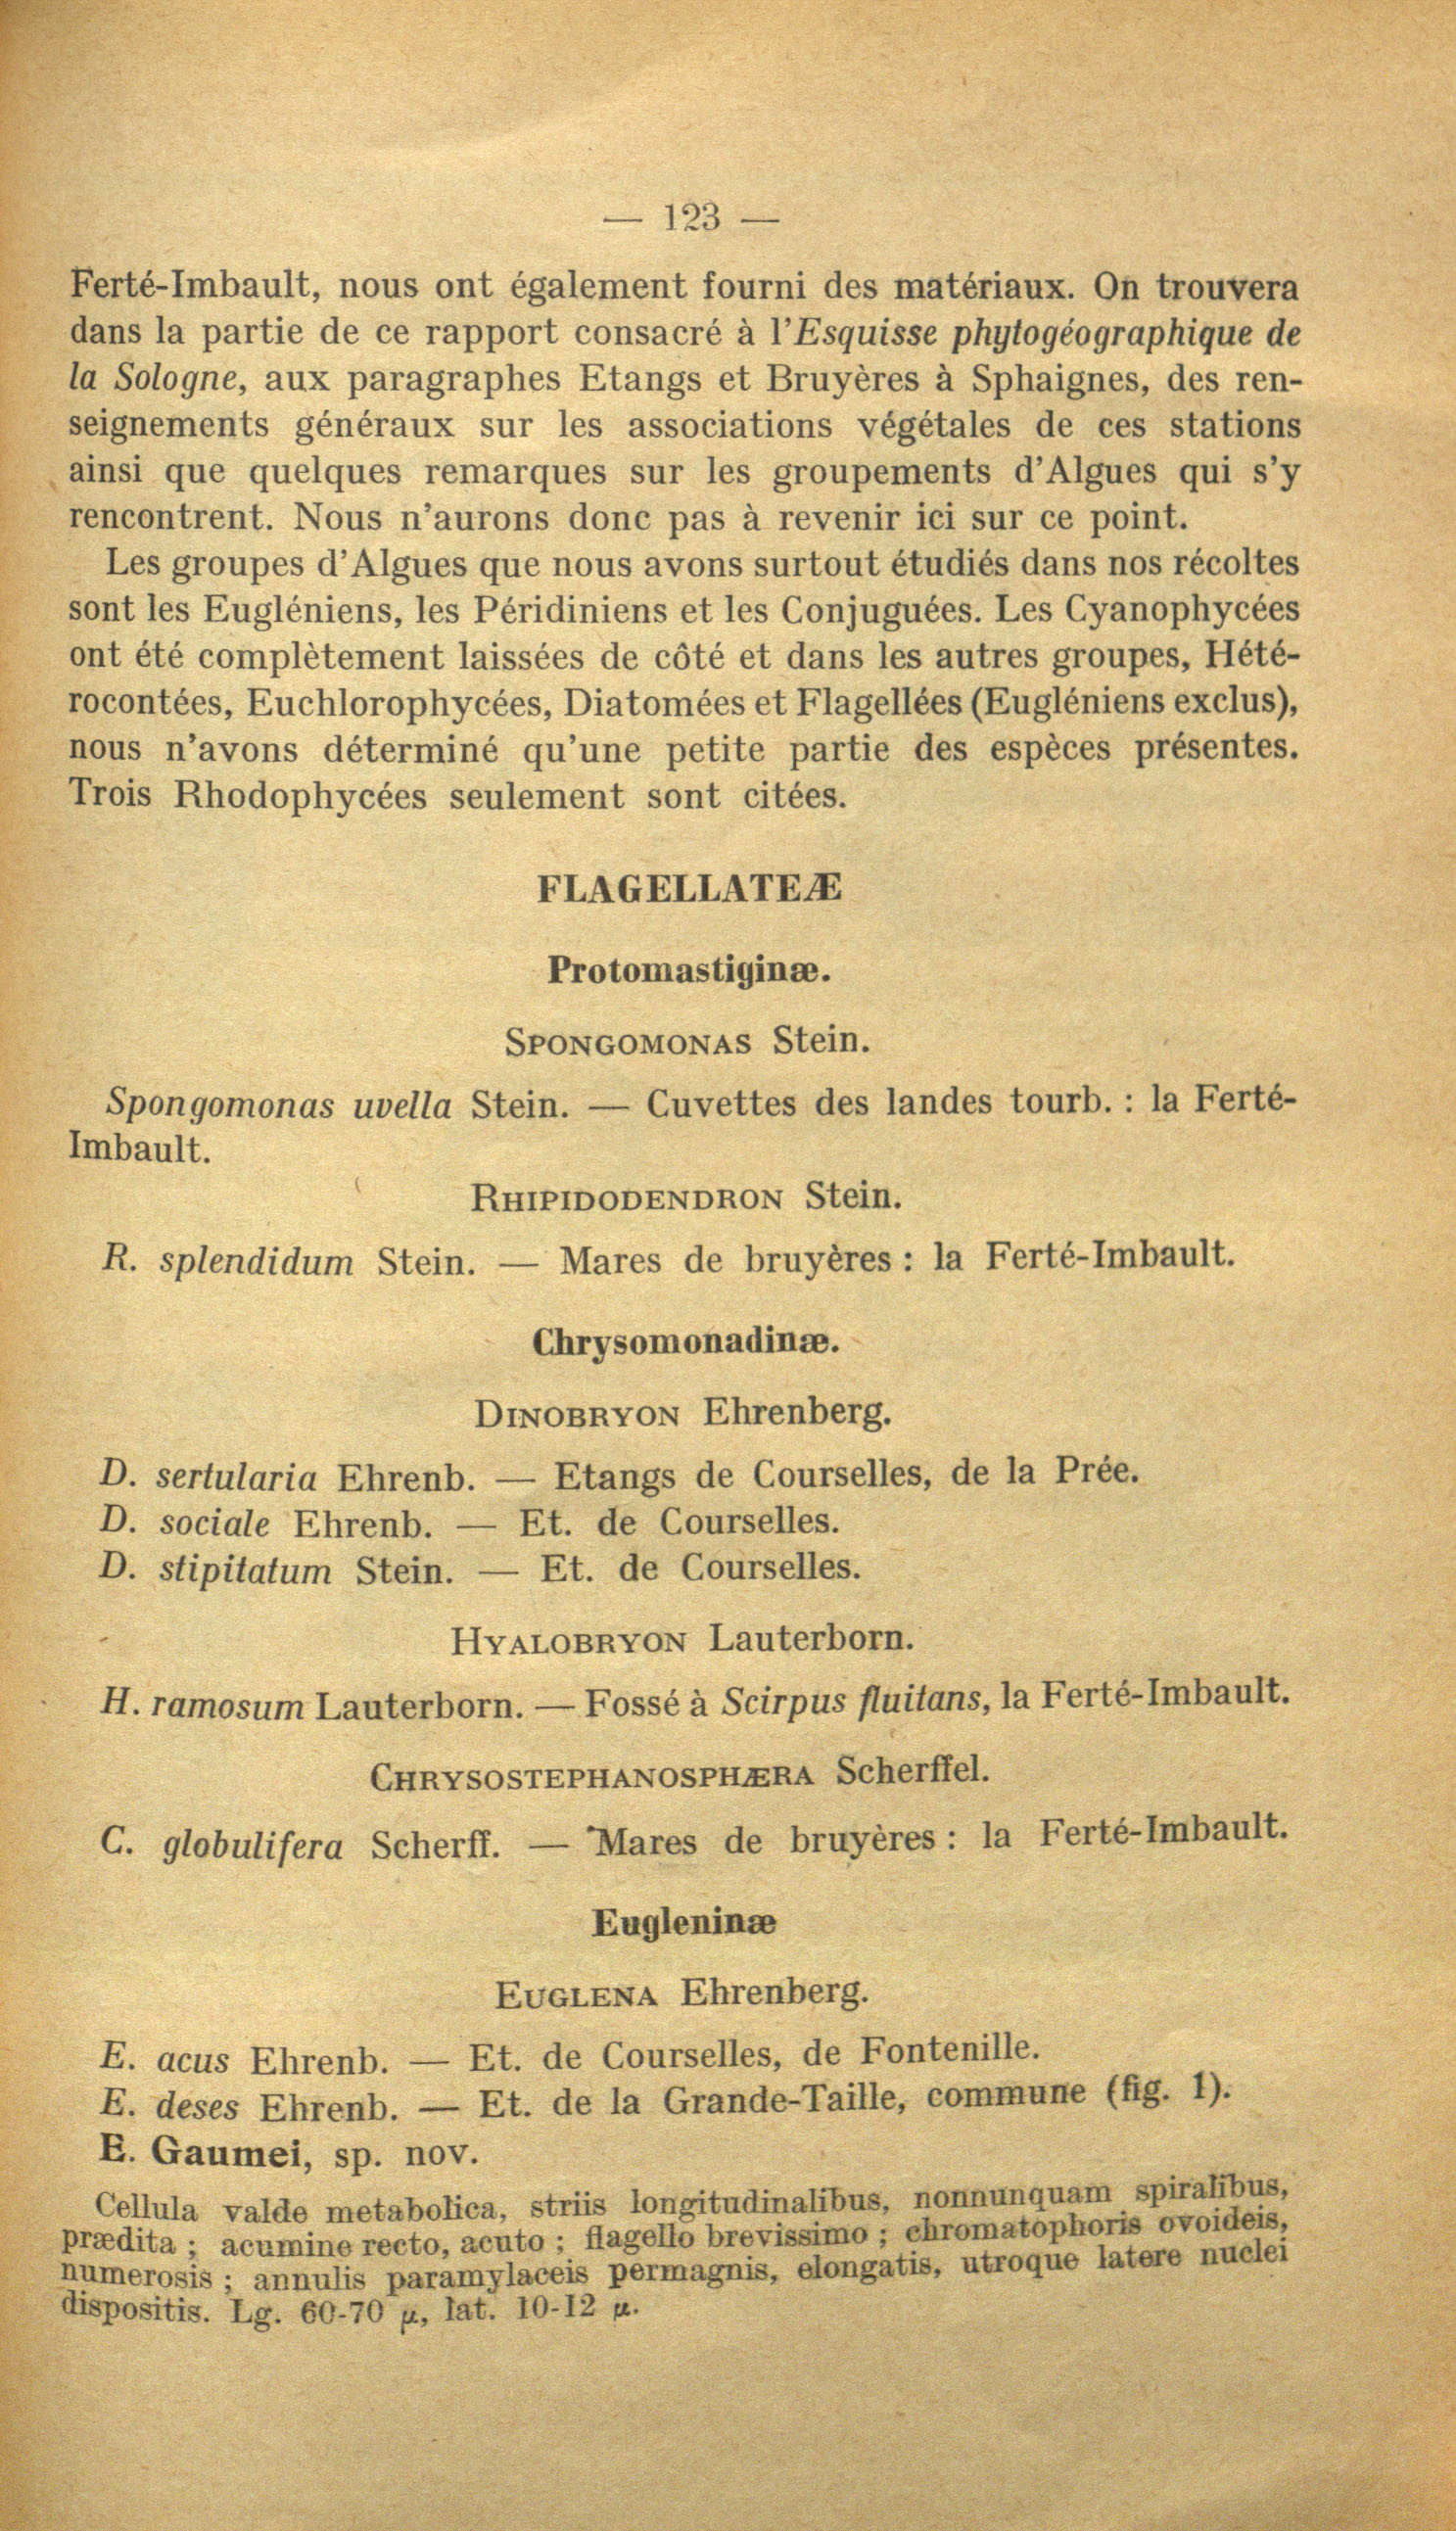 — 123 —
Ferté-Imbault, nous ont également fourni des matériaux. On trouvera
dans la partie de ce rapport consacré à l'Esquisse phytogéographique de
la Sologne, aux paragraphes Etangs et Bruyères à Sphaignes, des ren-
seignements généraux sur les associations végétales de ces stations
ainsi que quelques remarques sur les groupements d'Algues qui s'y
rencontrent. Nous n'aurons donc pas à revenir ici sur ce point.
Les groupes d'Algues que nous avons surtout étudiés dans nos récoltes
sont les Eugléniens, les Péridiniens et les Conjuguées. Les Cyanophycées
ont été complètement laissées de côté et dans les autres groupes, Hété-
rocontées, Euchlorophycées, Diatomées et Flagellées (Eugléniens exclus),
nous n'avons déterminé qu'une petite partie des espèces présentes.
Trois Rhodophycées seulement sont citées.
FLAGELLATEÆ
Protomastiginæ.
SPONGOMONAS Stein.
Spongomonas uvella Stein. — Cuvettes des landes tourb. : la Ferté-
Imbault.
RHIPIDODENDRON Stein.
R. splendidum Stein. — Mares de bruyères : la Ferté-Imbault.
Chrysomonadinæ.
DINOBRYON Ehrenberg.
D. sertularia Ehrenb. — Etangs de Courselles, de la Prée.
D. sociale Ehrenb. — Et. de Courselles.
D. stipitatum Stein. — Et. de Courselles.
HYALOBRYON Lauterborn.
H. ramosum Lauterborn. — Fossé à Scirpus fluitans, la Ferté-Imbault.
CHRYSOSTEPHANOSPHÆRA Scherffel.
C. globulifera Scherff. — Mares de bruyères : la Ferté-Imbault.
Eugleninæ
EUGLENA Ehrenberg.
E. acus Ehrenb. — Et. de Courselles, de Fontenille.
E. deses Ehrenb. — Et. de la Grande-Taille, commune (fig. 1).
E. Gaumei, sp. nov.
Cellula valde metabolica, striis longitudinalibus, nonnunquam spiralibus,
prædita ; acumine recto, acuto ; flagello brevissimo ; chromatophoris ovoideis,
numerosis ; annulis paramylaceis permagnis, elongatis, utroque latere nuclei
dispositis. Lg. 60-70 µ, lat. 10-12 µ.